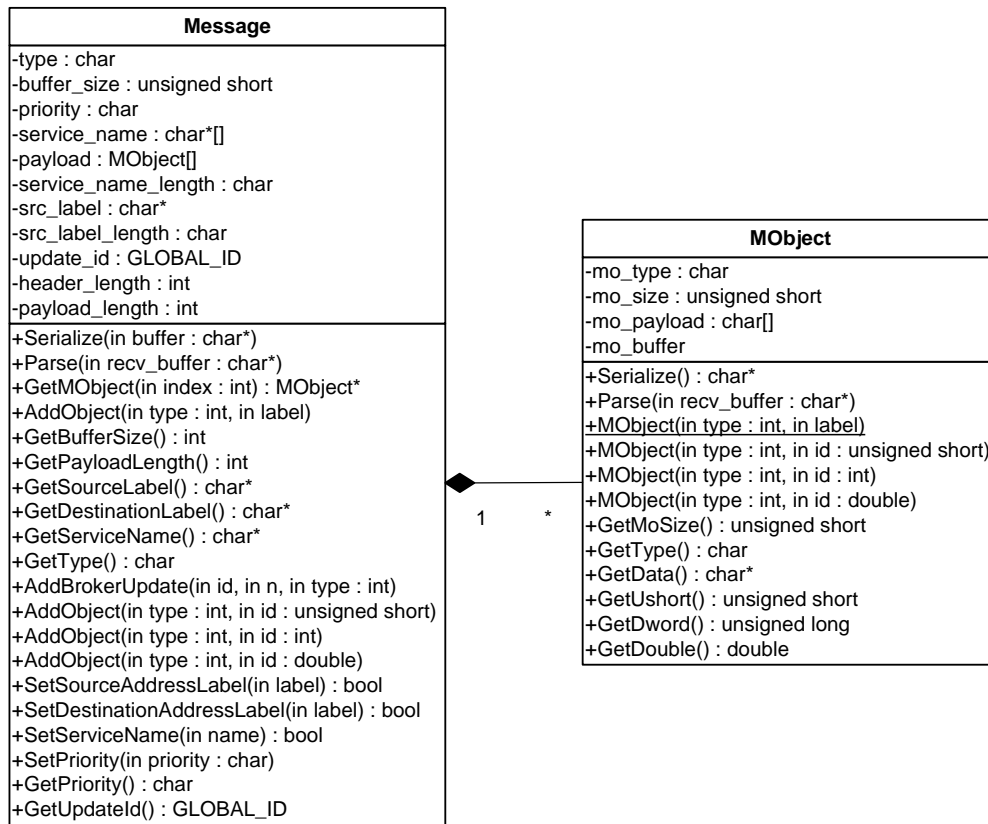 Message
-type : char
-buffer_size : unsigned short
-priority : char
-service_name : char*[]
-payload : MObject[]
-service_name_length : char
-src_label : char*
-src_label_length : char
-update_id : GLOBAL_ID
-header_length : int
-payload_length : int
+Serialize(in buffer : char*)
+Parse(in recv_buffer : char*)
+GetMObject(in index : int) : MObject*
+AddObject(in type : int, in label)
+GetBufferSize() : int
+GetPayloadLength() : int
+GetSourceLabel() : char*
+GetDestinationLabel() : char*
+GetServiceName() : char*
+GetType() : char
+AddBrokerUpdate(in id, in n, in type : int)
+AddObject(in type : int, in id : unsigned short)
+AddObject(in type : int, in id : int)
+AddObject(in type : int, in id : double)
+SetSourceAddressLabel(in label) : bool
+SetDestinationAddressLabel(in label) : bool
+SetServiceName(in name) : bool
+SetPriority(in priority : char)
+GetPriority() : char
+GetUpdateId() : GLOBAL_ID
1
*
MObject
-mo_type : char
-mo_size : unsigned short
-mo_payload : char[]
-mo_buffer
+Serialize() : char*
+Parse(in recv_buffer : char*)
+MObject(in type : int, in label)
+MObject(in type : int, in id : unsigned short)
+MObject(in type : int, in id : int)
+MObject(in type : int, in id : double)
+GetMoSize() : unsigned short
+GetType() : char
+GetData() : char*
+GetUshort() : unsigned short
+GetDword() : unsigned long
+GetDouble() : double